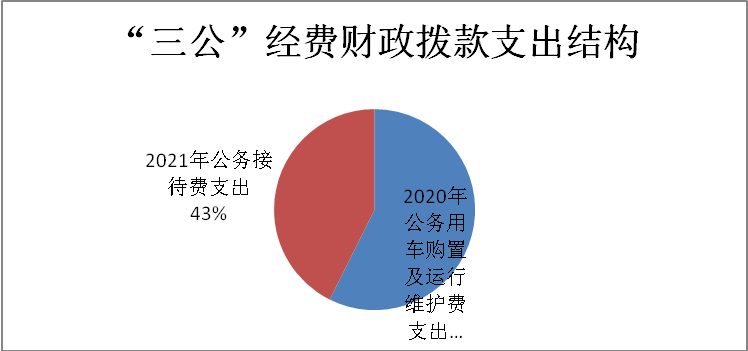 “三公”经费财政拨款支出结构
2021年公务接
待费支出
43%
2020年
公务用
车购置
及运行
维护费
支出...